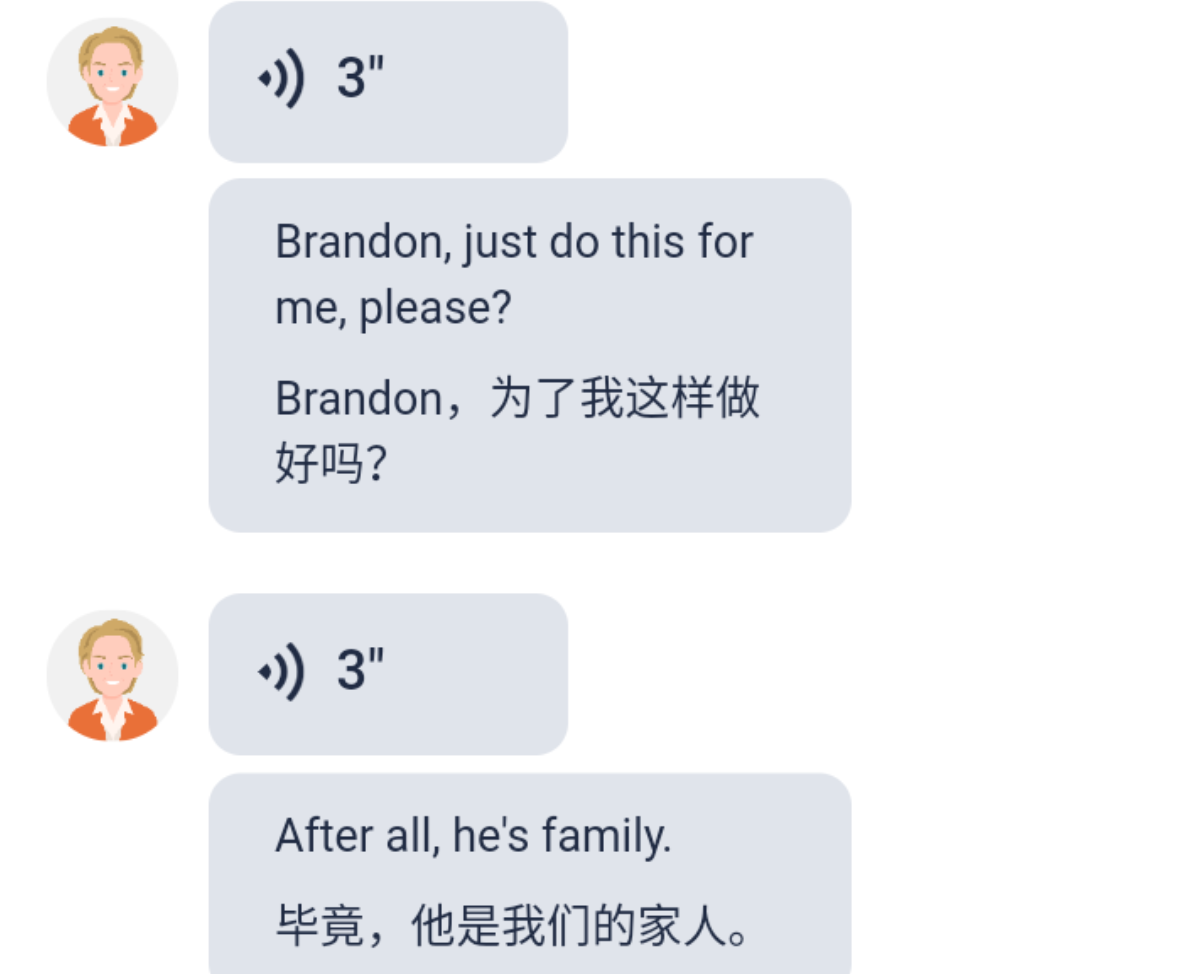 3"
Brandon, just do this for
me, please?
Brandon，为了我这样做
好吗？
3"
After all, he's family.
毕竟，他是我们的家人。